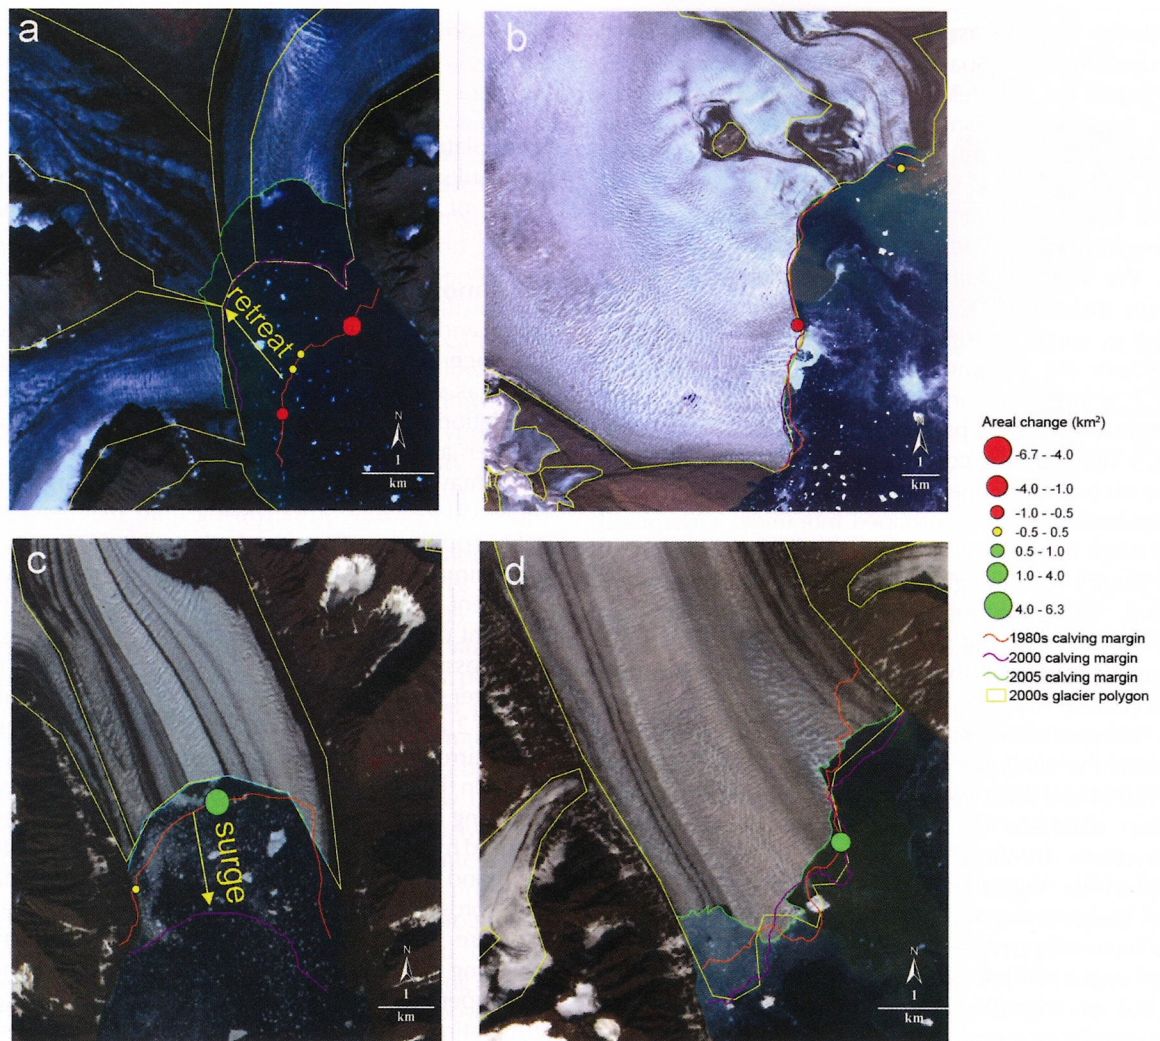 a
retreat
N
1
km
b
N
1
km
c
surge
N
1
km
d
N
1
km
Areal change (km²)
-6.7 - -4.0
-4.0 - -1.0
-1.0 - -0.5
-0.5 - 0.5
0.5 - 1.0
1.0 - 4.0
4.0 - 6.3
1980s calving margin
2000 calving margin
2005 calving margin
2000s glacier polygon